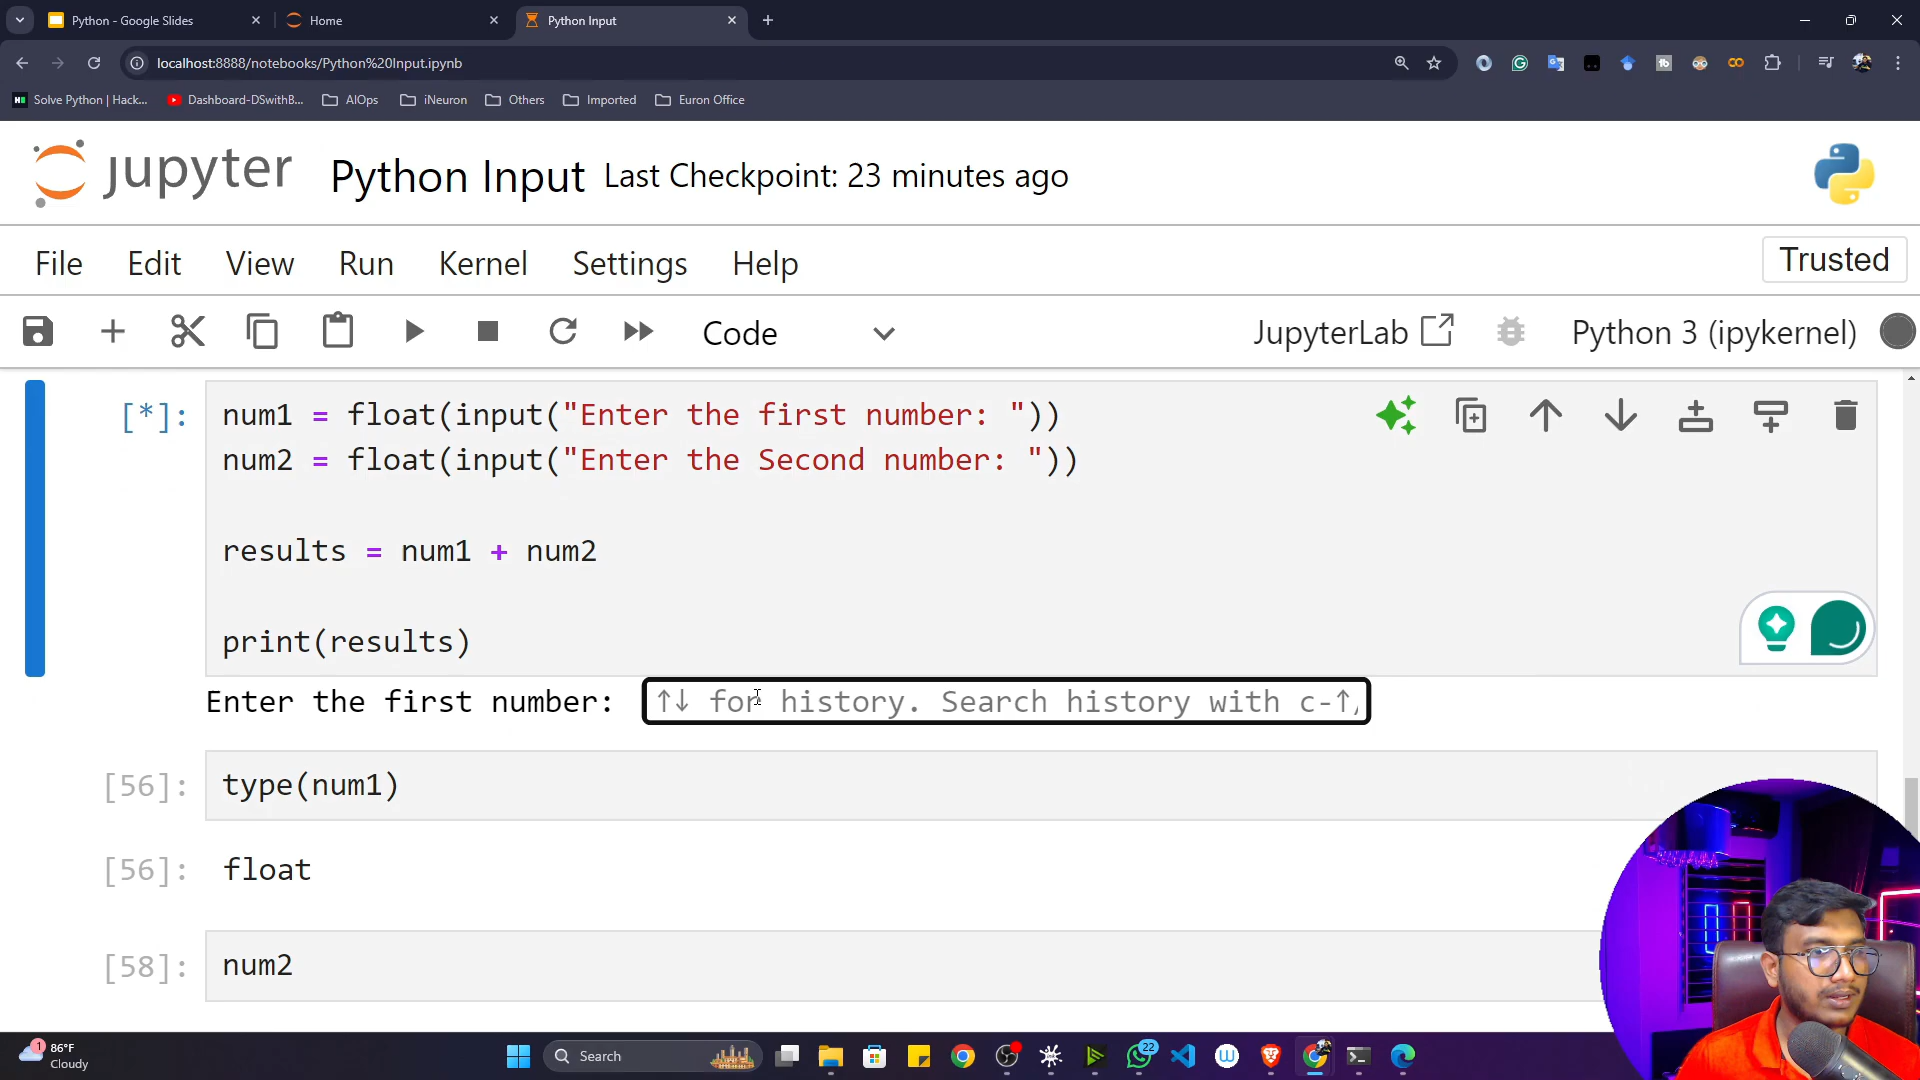 Python - Google Slides
Home
Python Input
localhost:8888/notebooks/Python%20Input.ipynb
Solve Python | Hack...
Dashboard-DSwithB...
AIOps
iNeuron
Others
Imported
Euron Office
jupyter
Python Input
Last Checkpoint: 23 minutes ago
File
Edit
View
Run
Kernel
Settings
Help
Trusted
Code
JupyterLab
Python 3 (ipykernel)
[*]:
num1 = float(input("Enter the first number: "))
num2 = float(input("Enter the Second number: "))
results = num1 + num2
print(results)
Enter the first number: ↑↓ for history. Search history with c-↑/
[56]:
type(num1)
[56]:
float
[58]:
num2
1
86°F
Cloudy
Search
22